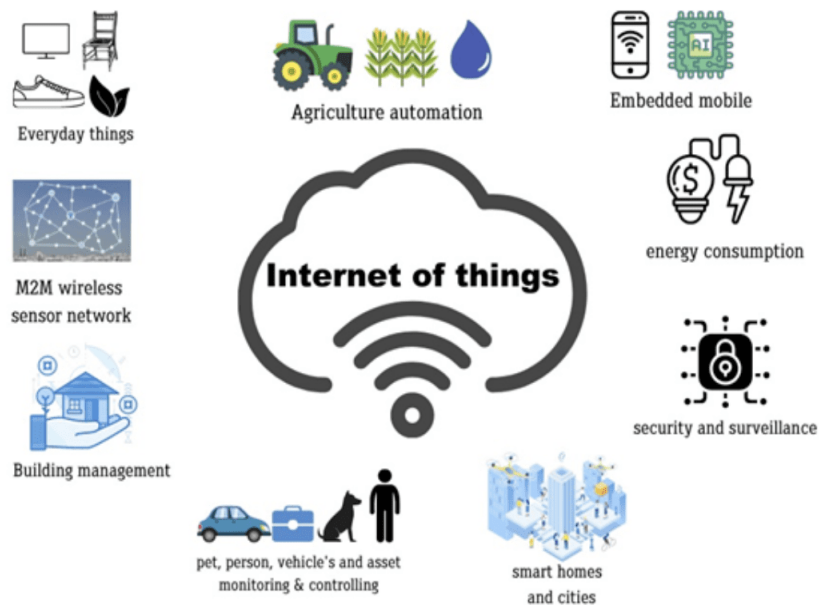 Agriculture automation
Embedded mobile
Everyday things
AI
$
energy consumption
Internet of things
M2M wireless
sensor network
security and surveillance
Building management
pet, person, vehicle's and asset
monitoring & controlling
smart homes
and cities